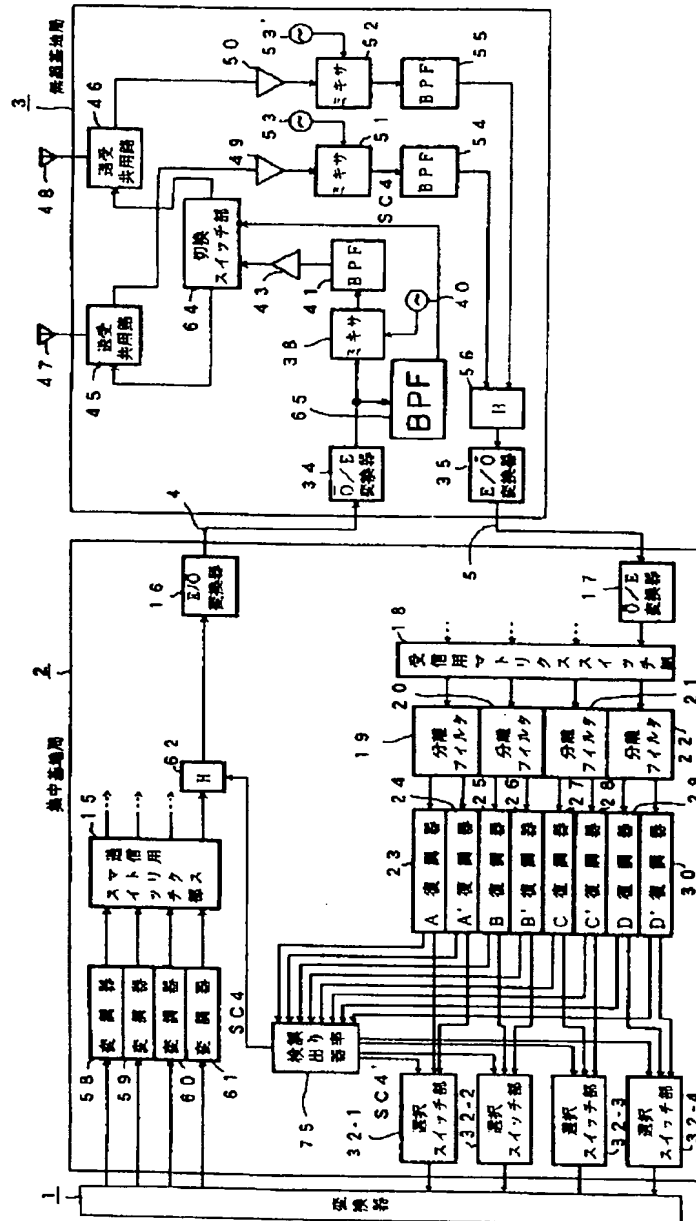 1
変換器
2
集中基地局
58
変調器
59
変調器
60
変調器
61
変調器
15
送信用
マトリクス
スイッチ部
62
H
SC4
16
E/O
変換器
4
75
誤り率
検出器
SC4'
32-1
選択
スイッチ部
32-2
選択
スイッチ部
32-3
選択
スイッチ部
32-4
選択
スイッチ部
23
A 復調器
24
A' 復調器
25
B 復調器
26
B' 復調器
27
C 復調器
28
C' 復調器
29
D 復調器
30
D' 復調器
19
分離
フィルタ
20
分離
フィルタ
21
分離
フィルタ
22
分離
フィルタ
18
受信用マトリクススイッチ部
17
O/E
変換器
5
3
無線基地局
47
48
45
送受
共用器
46
送受
共用器
64
切換
スイッチ部
43
41
BPF
40
38
ミキサ
65
BPF
34
O/E
変換器
35
E/O
変換器
56
H
49
50
53
53'
51
ミキサ
52
ミキサ
SC4
54
BPF
55
BPF